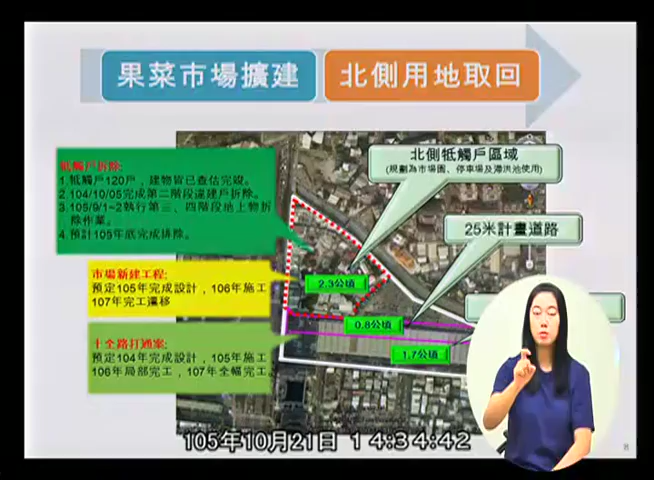 果菜市場擴建
北側用地取回
牴觸戶拆除:
1.牴觸戶120戶，建物皆已查估完竣。
2.104/10/05完成第二階段違建戶拆除。
3.105/9/1~2執行第三、四階段地上物拆
除作業。
4.預計105年底完成排除。
北側牴觸戶區域
(規劃為市場園、停車場及滯洪池使用)
25米計畫道路
市場新建工程:
預定105年完成設計，106年施工
107年完工遷移
2.3公頃
0.8公頃
1.7公頃
十全路打通案:
預定104年完成設計，105年施工
106年局部完工，107年全幅完工。
105年10月21日 14:34:42